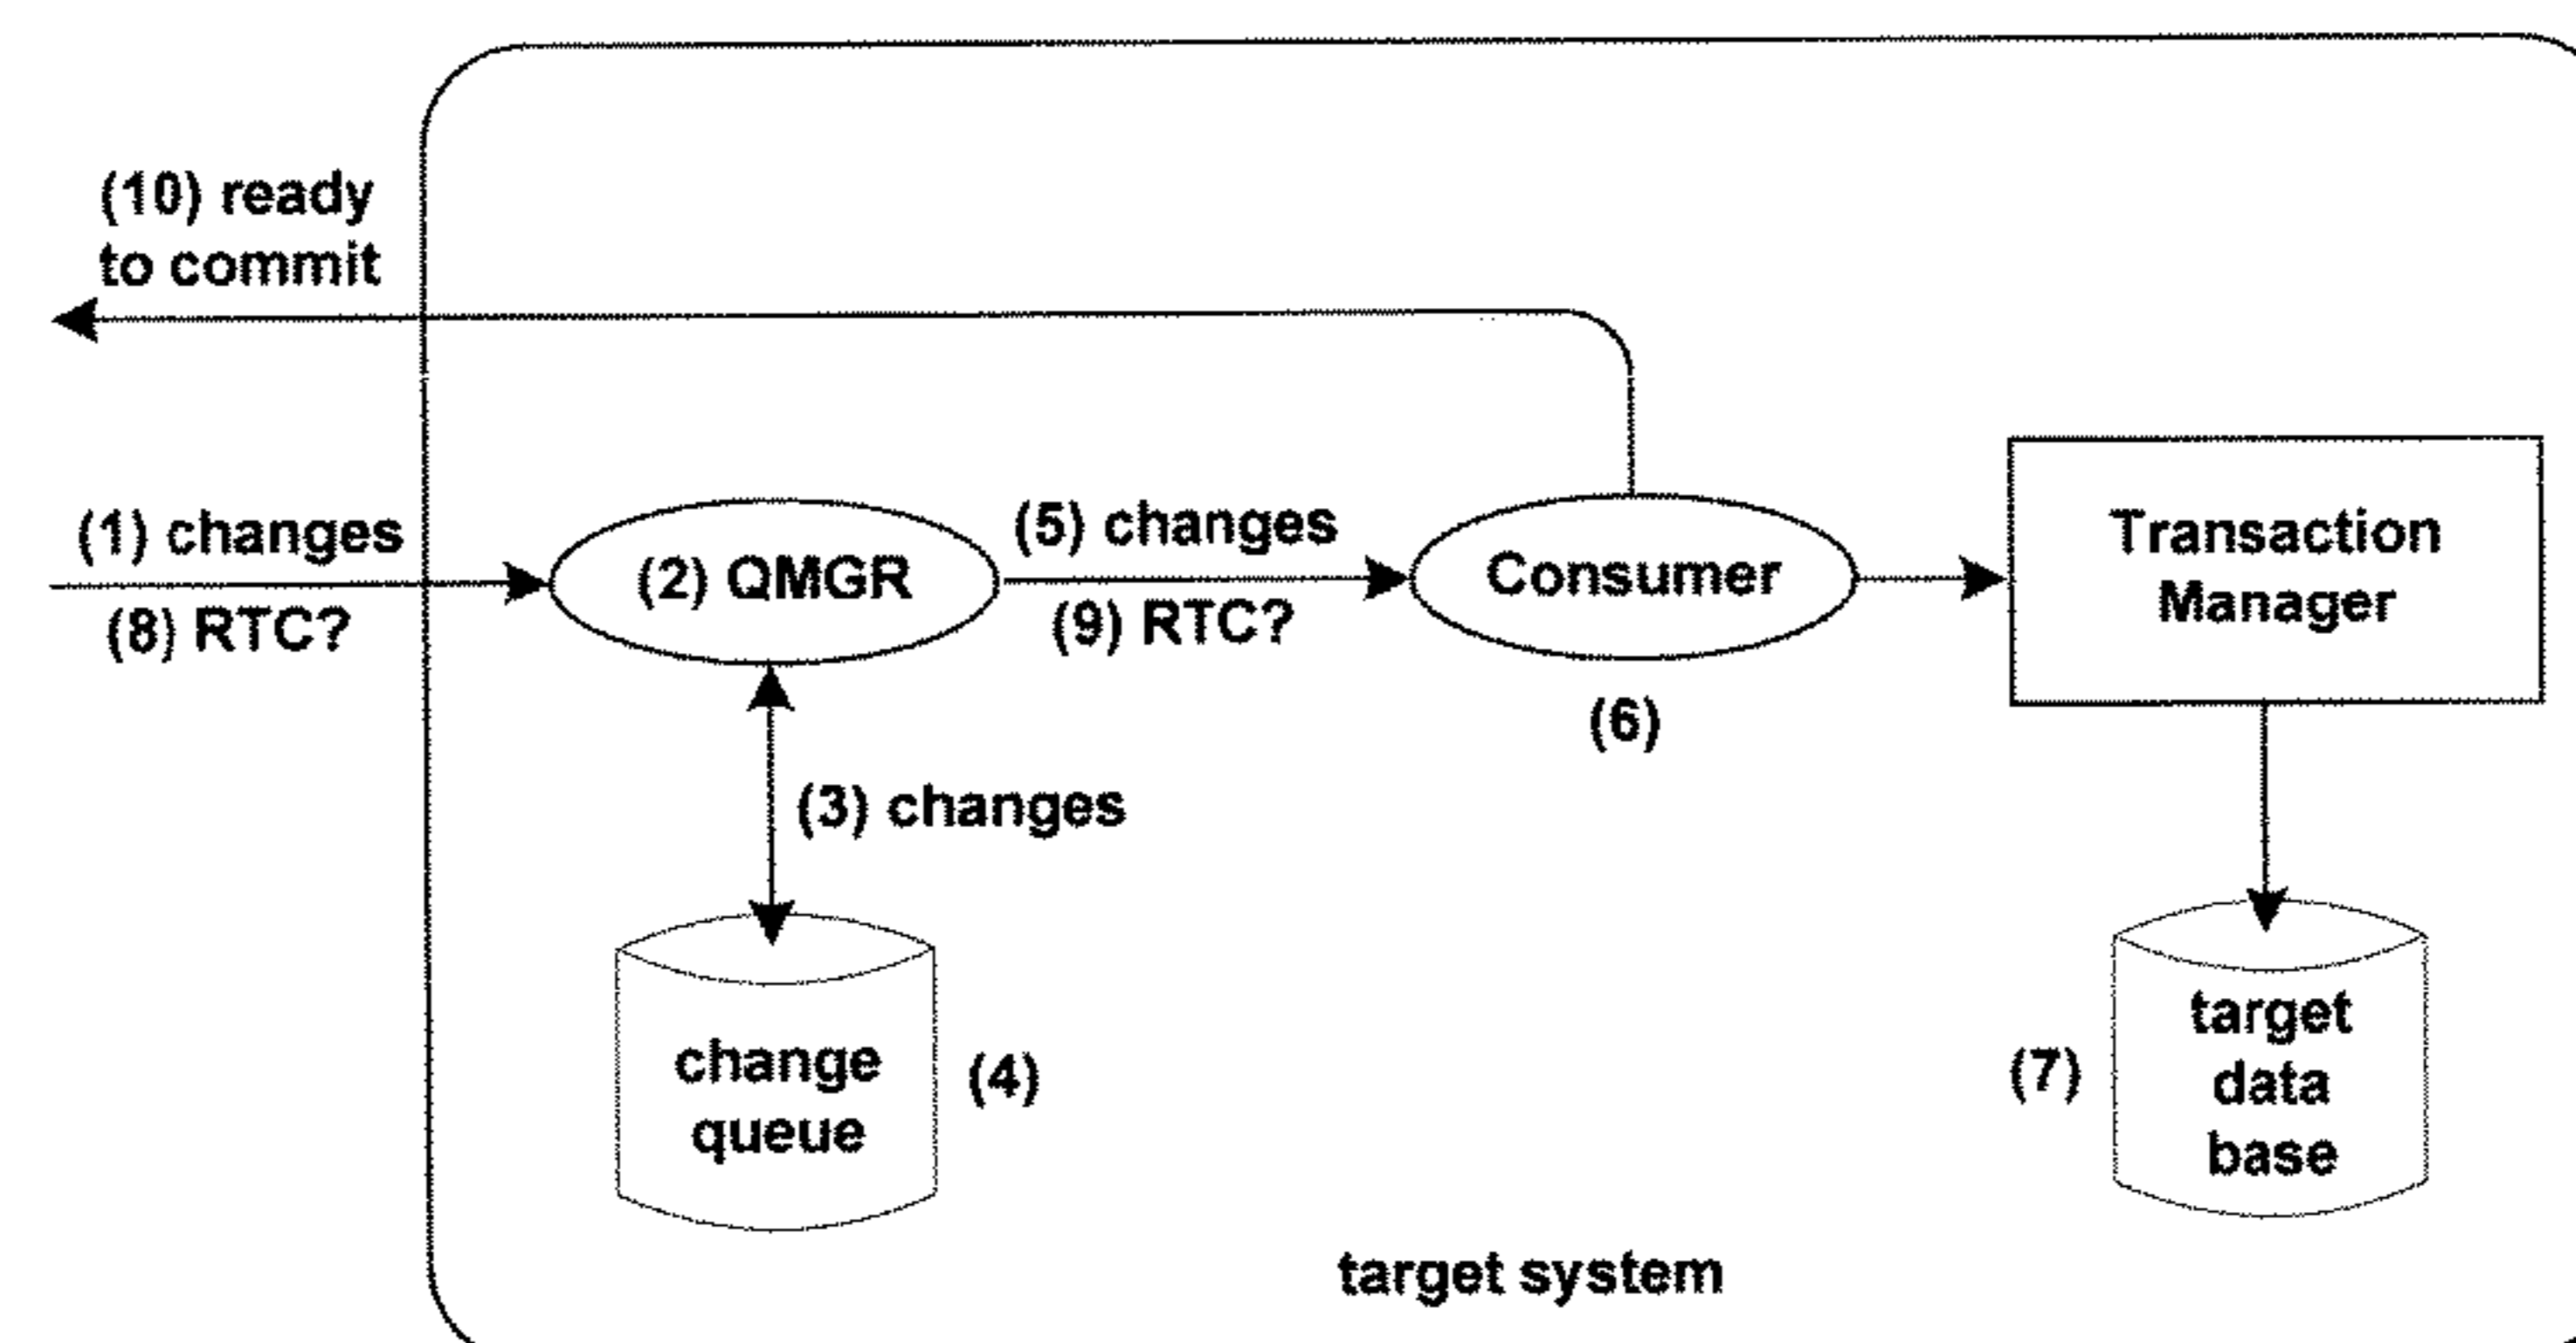 (10) ready
to commit
(1) changes
(8) RTC?
(2) QMGR
(5) changes
(9) RTC?
Consumer
(6)
Transaction
Manager
(3) changes
change
queue
(4)
(7)
target
data
base
target system